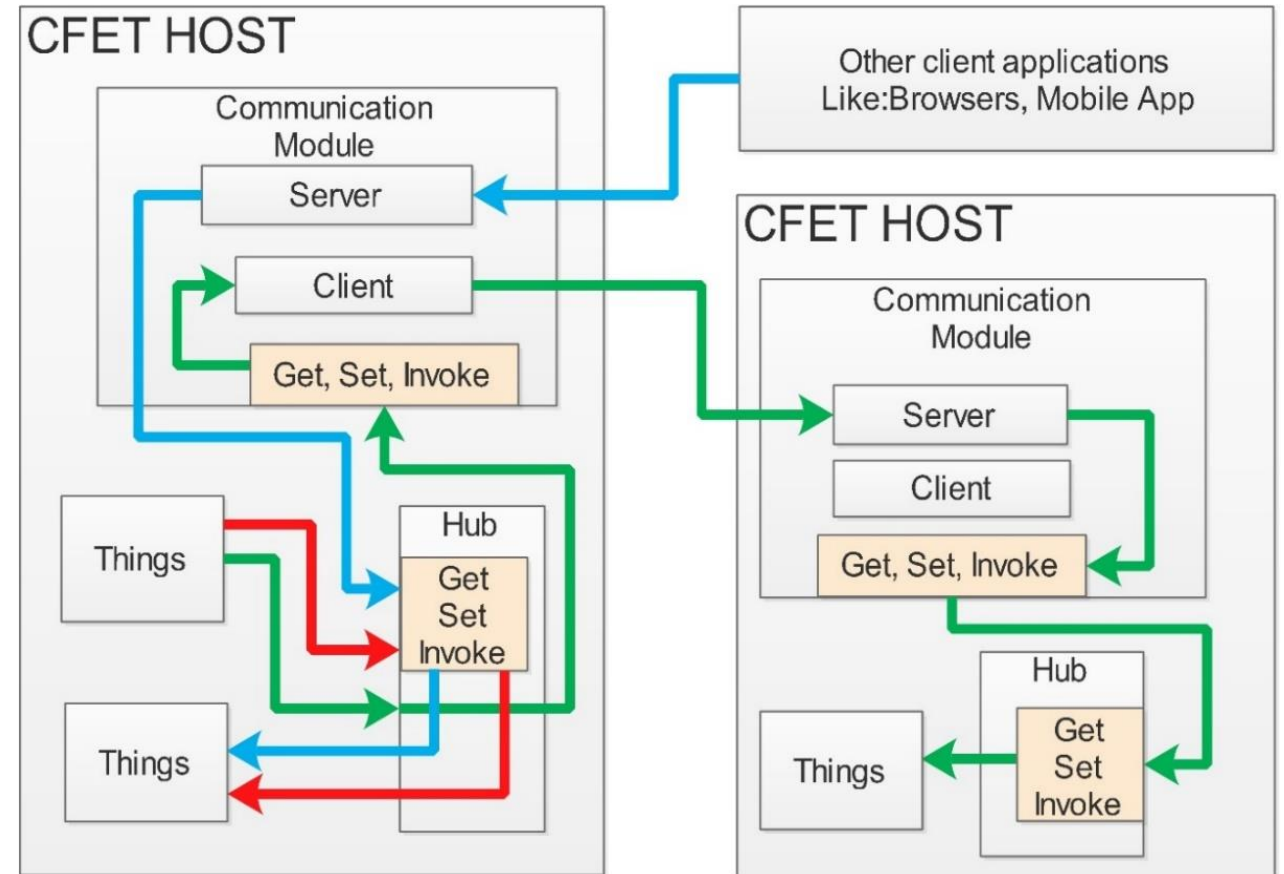 CFET HOST
Communication
Module
Server
Client
Get, Set, Invoke
Things
Hub
Get
Set
Invoke
Things
Other client applications
Like:Browsers, Mobile App
CFET HOST
Communication
Module
Server
Client
Get, Set, Invoke
Hub
Get
Set
Invoke
Things